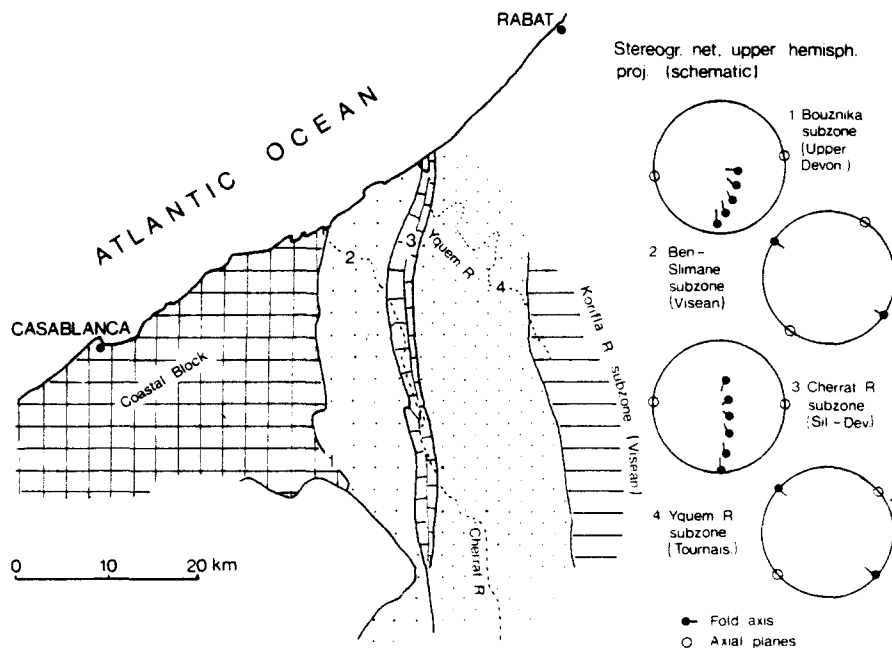 RABAT
ATLANTIC OCEAN
CASABLANCA
Coastal Block
2
3
Yquem R
4
Korifla R subzone (Visean)
Cherrat R
0 10 20 km
Stereogr. net, upper hemisph.
proj. (schematic)
1 Bouznika
subzone
(Upper
Devon.)
2 Ben-
Slimane
subzone
(Visean)
3 Cherrat R
subzone
(Sil-Dev.)
4 Yquem R
subzone
(Tournais.)
Fold axis
Axial planes